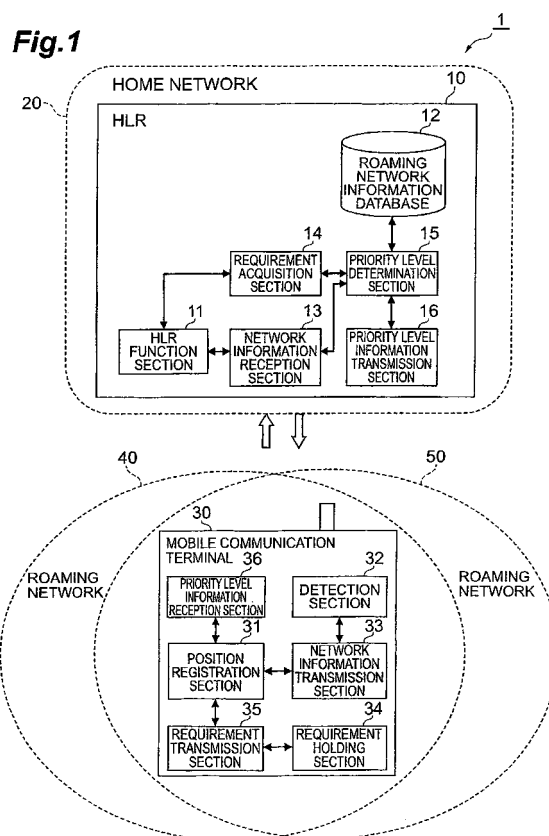 Fig.1
1
20
HOME NETWORK
10
HLR
12
ROAMING
NETWORK
INFORMATION
DATABASE
14
REQUIREMENT
ACQUISITION
SECTION
15
PRIORITY LEVEL
DETERMINATION
SECTION
11
HLR
FUNCTION
SECTION
13
NETWORK
INFORMATION
RECEPTION
SECTION
16
PRIORITY LEVEL
INFORMATION
TRANSMISSION
SECTION
40
50
30
MOBILE COMMUNICATION
TERMINAL
ROAMING
NETWORK
ROAMING
NETWORK
36
PRIORITY LEVEL
INFORMATION
RECEPTION SECTION
32
DETECTION
SECTION
31
POSITION
REGISTRATION
SECTION
33
NETWORK
INFORMATION
TRANSMISSION
SECTION
35
REQUIREMENT
TRANSMISSION
SECTION
34
REQUIREMENT
HOLDING
SECTION